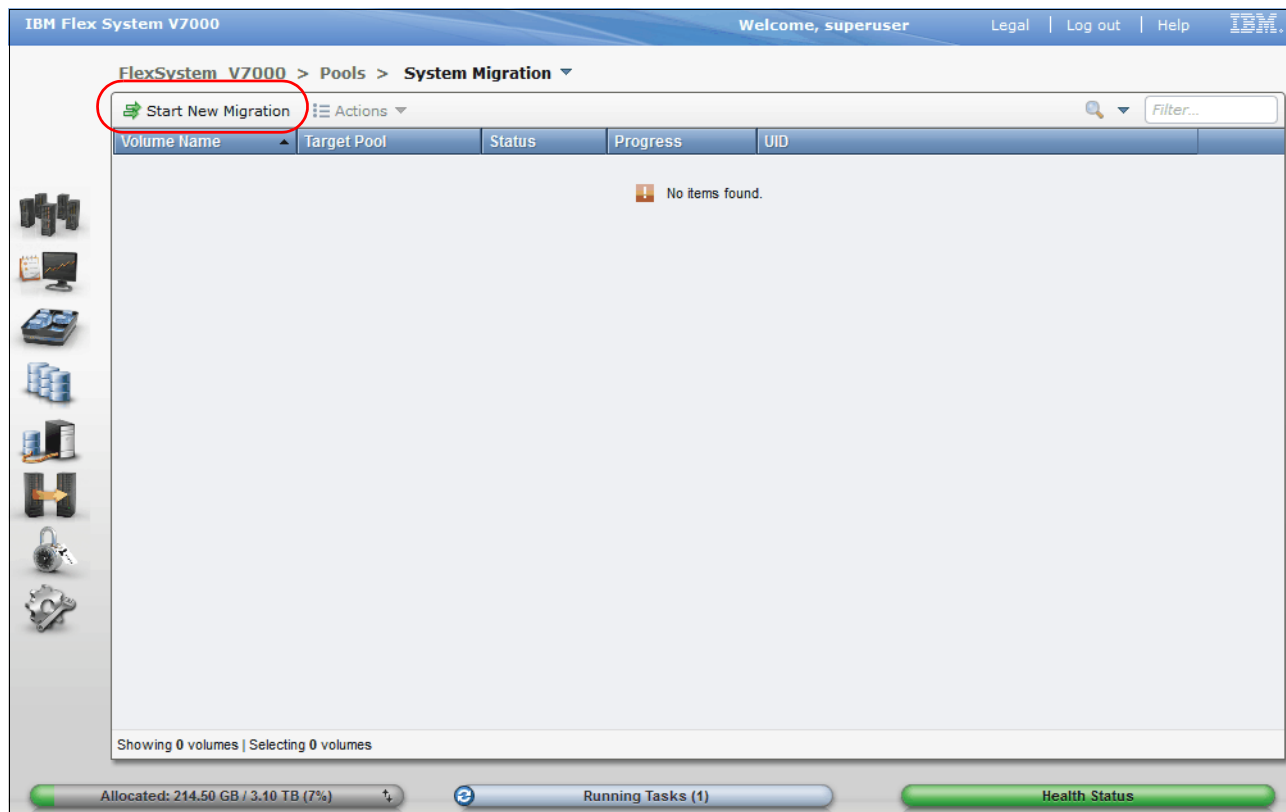 IBM Flex System V7000
Welcome, superuser
Legal | Log out | Help
IBM.
FlexSystem_V7000 > Pools > System Migration
Start New Migration
Actions
Filter...
Volume Name
Target Pool
Status
Progress
UID
No items found.
Showing 0 volumes | Selecting 0 volumes
Allocated: 214.50 GB / 3.10 TB (7%)
Running Tasks (1)
Health Status